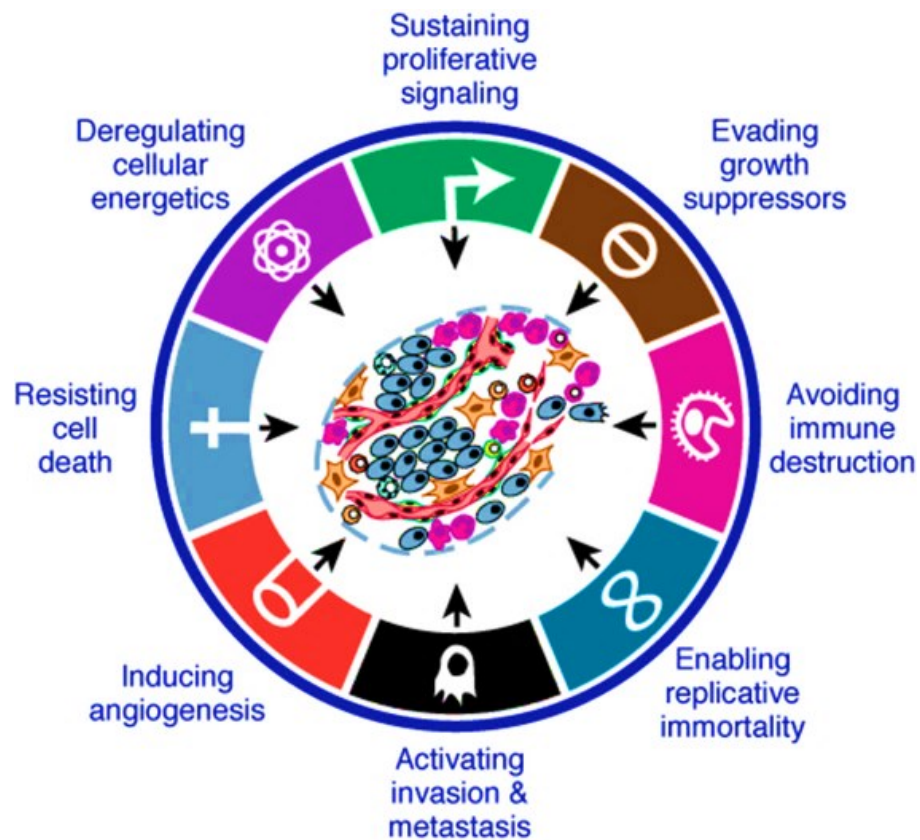 Sustaining
proliferative
signaling
Evading
growth
suppressors
Avoiding
immune
destruction
Enabling
replicative
immortality
Activating
invasion &
metastasis
Inducing
angiogenesis
Resisting
cell
death
Deregulating
cellular
energetics